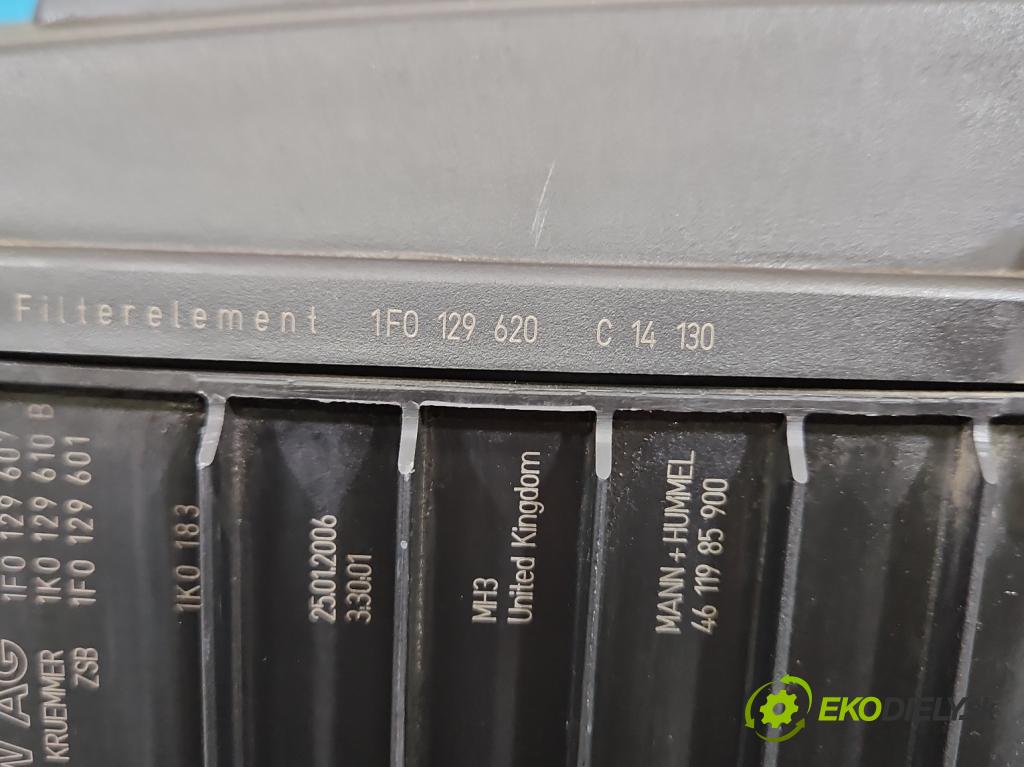 Filterelement 1F0 129 620 C 14 130
1F0 129 607
1K0 129 610 B
1F0 129 601
1K0 183
AG
KRUEMMER
ZSB
25.01.2006
3.30.01
MH3
United Kingdom
MANN+HUMMEL
46 119 85 900
EKODIELY